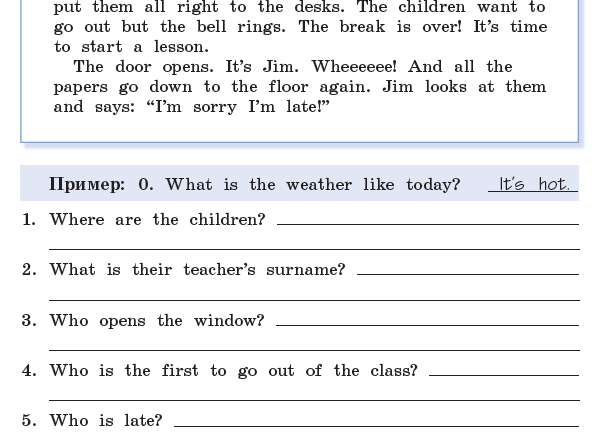 put them all right to the desks. The children want to
go out but the bell rings. The break is over! It's time
to start a lesson.
The door opens. It's Jim. Wheeeeee! And all the
papers go down to the floor again. Jim looks at them
and says: “I'm sorry I'm late!”
Пример: 0. What is the weather like today? It's hot.
1. Where are the children?
2. What is their teacher's surname?
3. Who opens the window?
4. Who is the first to go out of the class?
5. Who is late?